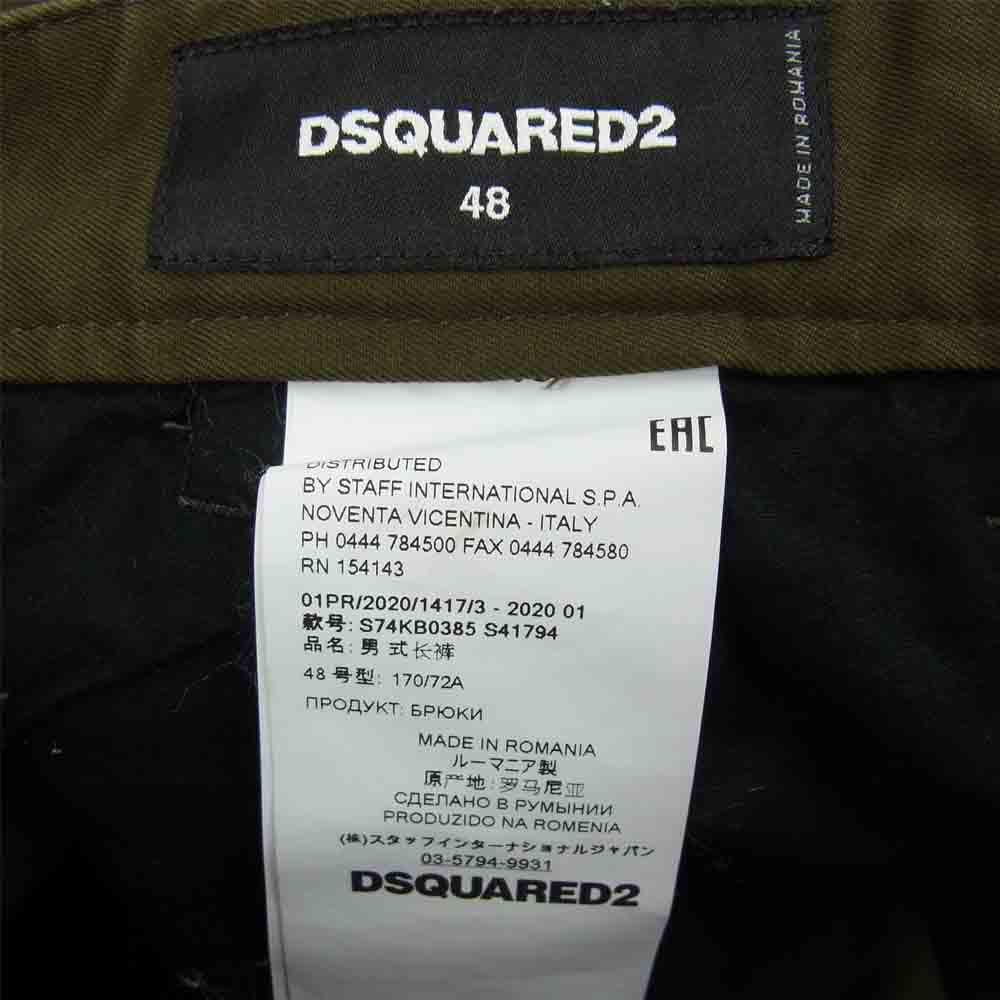 DSQUARED2
48
MADE IN ROMANIA
EAC
DISTRIBUTED
BY STAFF INTERNATIONAL S.P.A.
NOVENTA VICENTINA - ITALY
PH 0444 784500 FAX 0444 784580
RN 154143
01PR/2020/1417/3 - 2020 01
款号: S74KB0385 S41794
品名: 男 式长裤
48 号型: 170/72A
ПРОДУКТ: БРЮКИ
MADE IN ROMANIA
ルーマニア製
原产地: 罗马尼亚
СДЕЛАНО В РУМЫНИИ
PRODUZIDO NA ROMENIA
(株)スタッフインターナショナルジャパン
03-5794-9931
DSQUARED2